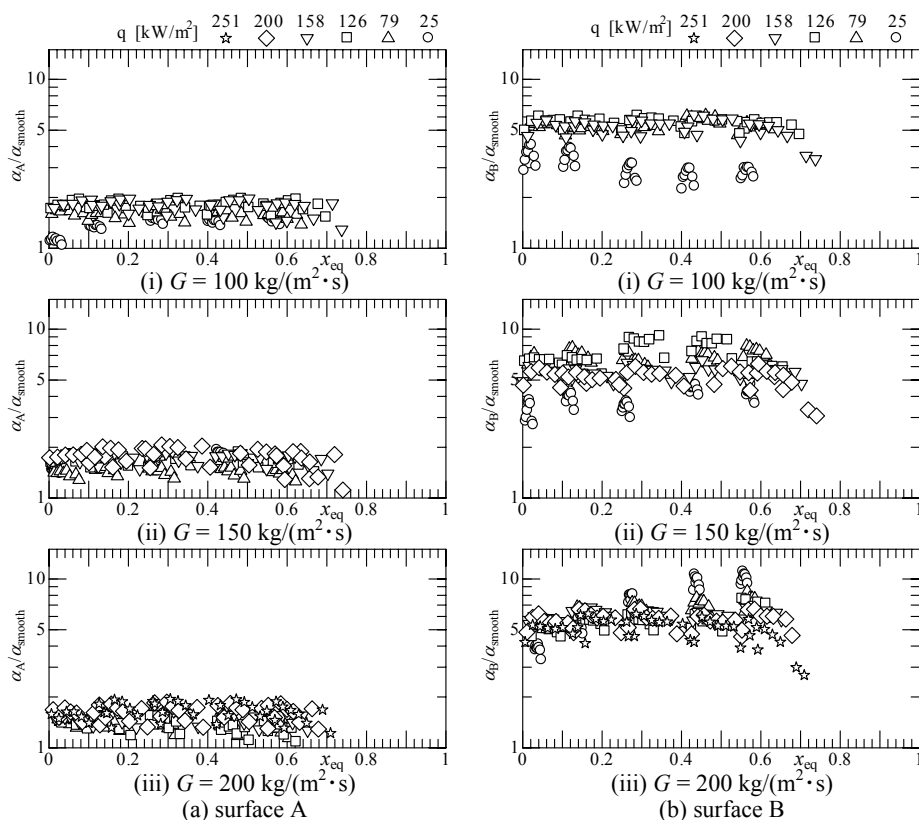 q [kW/m²] 251 200 158 126 79 25
q [kW/m²] 251 200 158 126 79 25
α_A/α_smooth
10
5
1
0 0.2 0.4 0.6 x_eq 0.8 1
(i) G = 100 kg/(m²·s)
α_B/α_smooth
10
5
1
0 0.2 0.4 0.6 x_eq 0.8 1
(i) G = 100 kg/(m²·s)
α_A/α_smooth
10
5
1
0 0.2 0.4 0.6 x_eq 0.8 1
(ii) G = 150 kg/(m²·s)
α_B/α_smooth
10
5
1
0 0.2 0.4 0.6 x_eq 0.8 1
(ii) G = 150 kg/(m²·s)
α_A/α_smooth
10
5
1
0 0.2 0.4 0.6 x_eq 0.8 1
(iii) G = 200 kg/(m²·s)
(a) surface A
α_B/α_smooth
10
5
1
0 0.2 0.4 0.6 x_eq 0.8 1
(iii) G = 200 kg/(m²·s)
(b) surface B